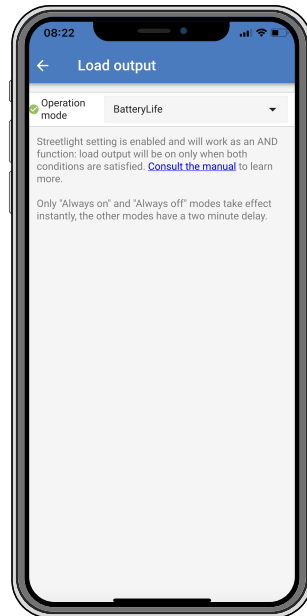 08:22
Load output
Operation
mode
BatteryLife
Streetlight setting is enabled and will work as an AND
function: load output will be on only when both
conditions are satisfied. Consult the manual to learn
more.
Only "Always on" and "Always off" modes take effect
instantly, the other modes have a two minute delay.